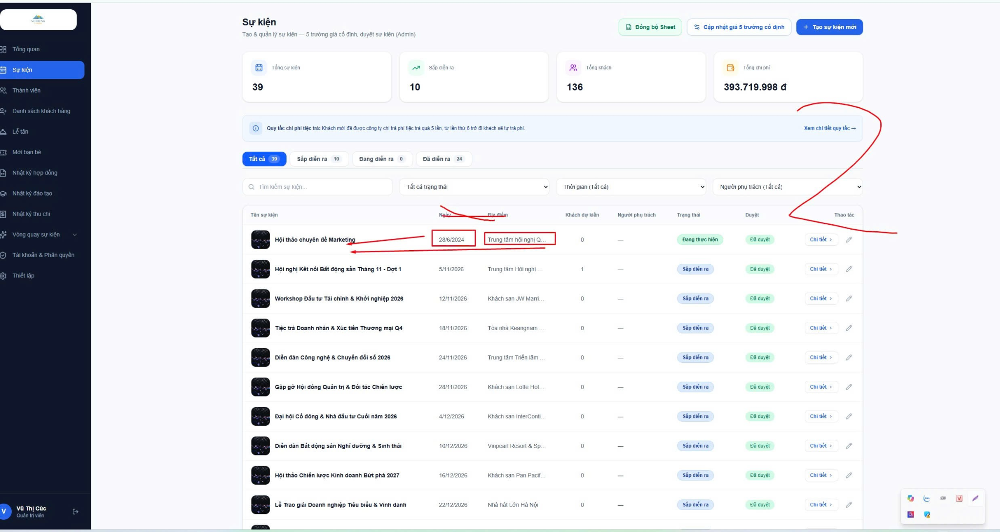 NGHIENG
Tổng quan
Sự kiện
Thành viên
Danh sách khách hàng
Lễ tân
Mời bạn bè
Nhật ký hợp đồng
Nhật ký đào tạo
Nhật ký thu chi
Vòng quay sự kiện
Tài khoản & Phân quyền
Thiết lập
V
Vũ Thị Cúc
Quản trị viên
Sự kiện
Tạo & quản lý sự kiện — 5 trường giá cố định, duyệt sự kiện (Admin)
Đồng bộ Sheet
Cập nhật giá 5 trường cố định
+ Tạo sự kiện mới
Tổng sự kiện
39
Sắp diễn ra
10
Tổng khách
136
Tổng chi phí
393.719.998 đ
Quy tắc chi phí tiệc trà: Khách mời đã được công ty chi trả phí tiệc trà quá 5 lần, từ lần thứ 6 trở đi khách sẽ tự trả phí.
Xem chi tiết quy tắc →
Tất cả 39
Sắp diễn ra 10
Đang diễn ra 0
Đã diễn ra 24
Tìm kiếm sự kiện...
Tất cả trạng thái
Thời gian (Tất cả)
Người phụ trách (Tất cả)
Tên sự kiện Ngày Địa điểm Khách dự kiến Người phụ trách Trạng thái Duyệt Thao tác
Hội thảo chuyên đề Marketing 28/6/2024 Trung tâm hội nghị Q... 0 — Đang thực hiện Đã duyệt Chi tiết ›
Hội nghị Kết nối Bất động sản Tháng 11 - Đợt 1 5/11/2026 Trung tâm Hội nghị ... 1 — Sắp diễn ra Đã duyệt Chi tiết ›
Workshop Đầu tư Tài chính & Khởi nghiệp 2026 12/11/2026 Khách sạn JW Marri... 0 — Sắp diễn ra Đã duyệt Chi tiết ›
Tiệc trà Doanh nhân & Xúc tiến Thương mại Q4 18/11/2026 Tòa nhà Keangnam ... 0 — Sắp diễn ra Đã duyệt Chi tiết ›
Diễn đàn Công nghệ & Chuyển đổi số 2026 24/11/2026 Trung tâm Triển lãm ... 0 — Sắp diễn ra Đã duyệt Chi tiết ›
Gặp gỡ Hội đồng Quản trị & Đối tác Chiến lược 28/11/2026 Khách sạn Lotte Hot... 0 — Sắp diễn ra Đã duyệt Chi tiết ›
Đại hội Cổ đông & Nhà đầu tư Cuối năm 2026 4/12/2026 Khách sạn InterConti... 0 — Sắp diễn ra Đã duyệt Chi tiết ›
Diễn đàn Bất động sản Nghỉ dưỡng & Sinh thái 10/12/2026 Vinpearl Resort & Sp... 0 — Sắp diễn ra Đã duyệt Chi tiết ›
Hội thảo Chiến lược Kinh doanh Bứt phá 2027 16/12/2026 Khách sạn Pan Pacif... 0 — Sắp diễn ra Đã duyệt Chi tiết ›
Lễ Trao giải Doanh nghiệp Tiêu biểu & Vinh danh 22/12/2026 Nhà hát Lớn Hà Nội 0 — Sắp diễn ra Đã duyệt Chi tiết ›